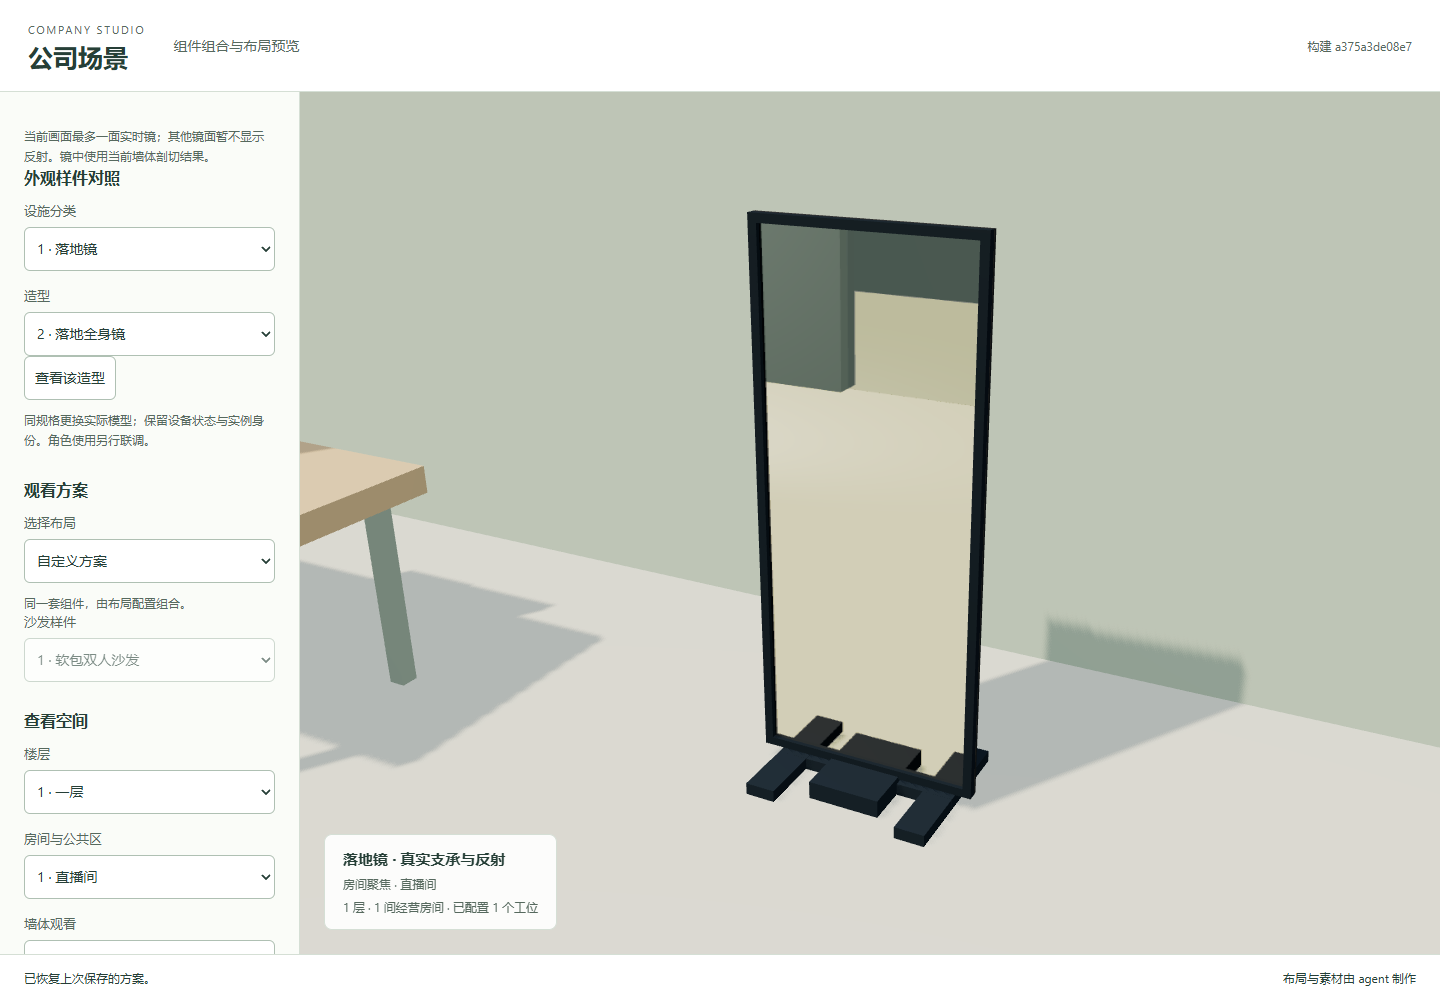 COMPANY STUDIO
公司场景
组件组合与布局预览
构建 a375a3de08e7
当前画面最多一面实时镜；其他镜面暂不显示
反射。镜中使用当前墙体剖切结果。
外观样件对照
设施分类
1 · 落地镜
造型
2 · 落地全身镜
查看该造型
同规格更换实际模型；保留设备状态与实例身
份。角色使用另行联调。
观看方案
选择布局
自定义方案
同一套组件，由布局配置组合。
沙发样件
1 · 软包双人沙发
查看空间
楼层
1 · 一层
房间与公共区
1 · 直播间
墙体观看
落地镜 · 真实支承与反射
房间聚焦 · 直播间
1 层 · 1 间经营房间 · 已配置 1 个工位
已恢复上次保存的方案。
布局与素材由 agent 制作